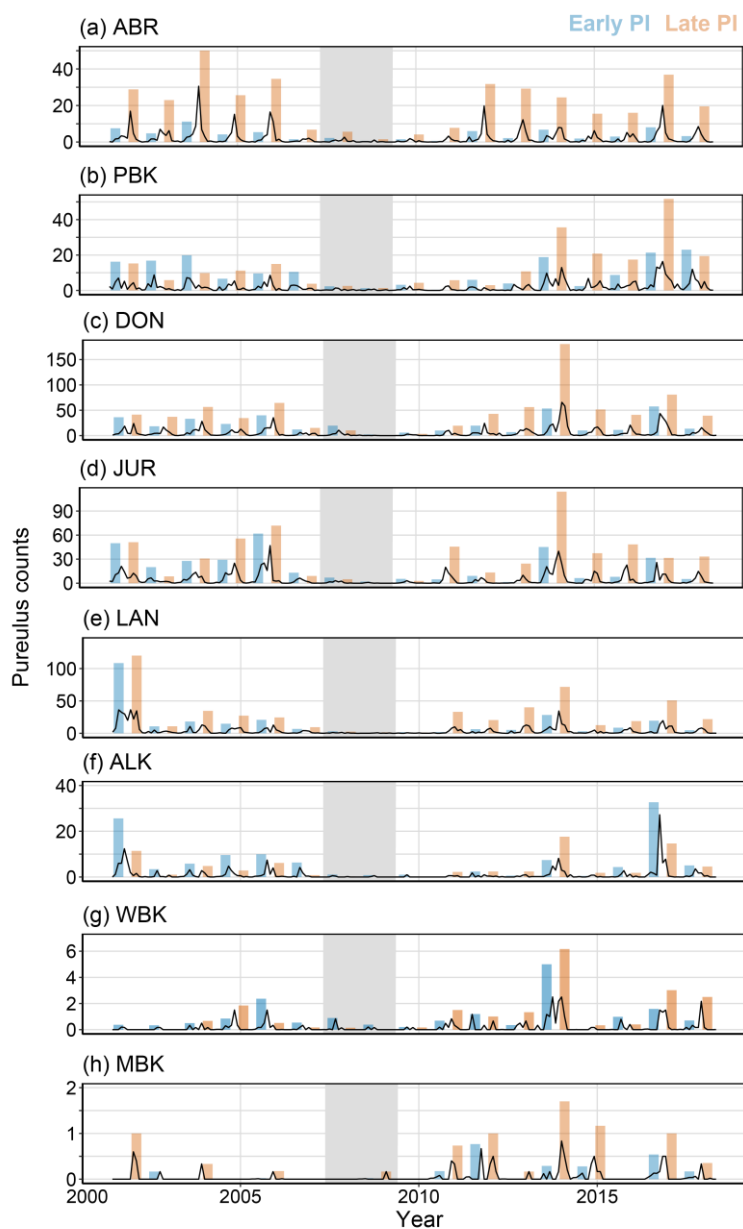 (a) ABR
Early PI Late PI
40
20
0
(b) PBK
40
20
0
(c) DON
150
100
50
0
(d) JUR
90
60
30
0
(e) LAN
100
50
0
(f) ALK
40
20
0
(g) WBK
6
4
2
0
(h) MBK
2
1
0
2000 2005 2010 2015
Year
Pureulus counts